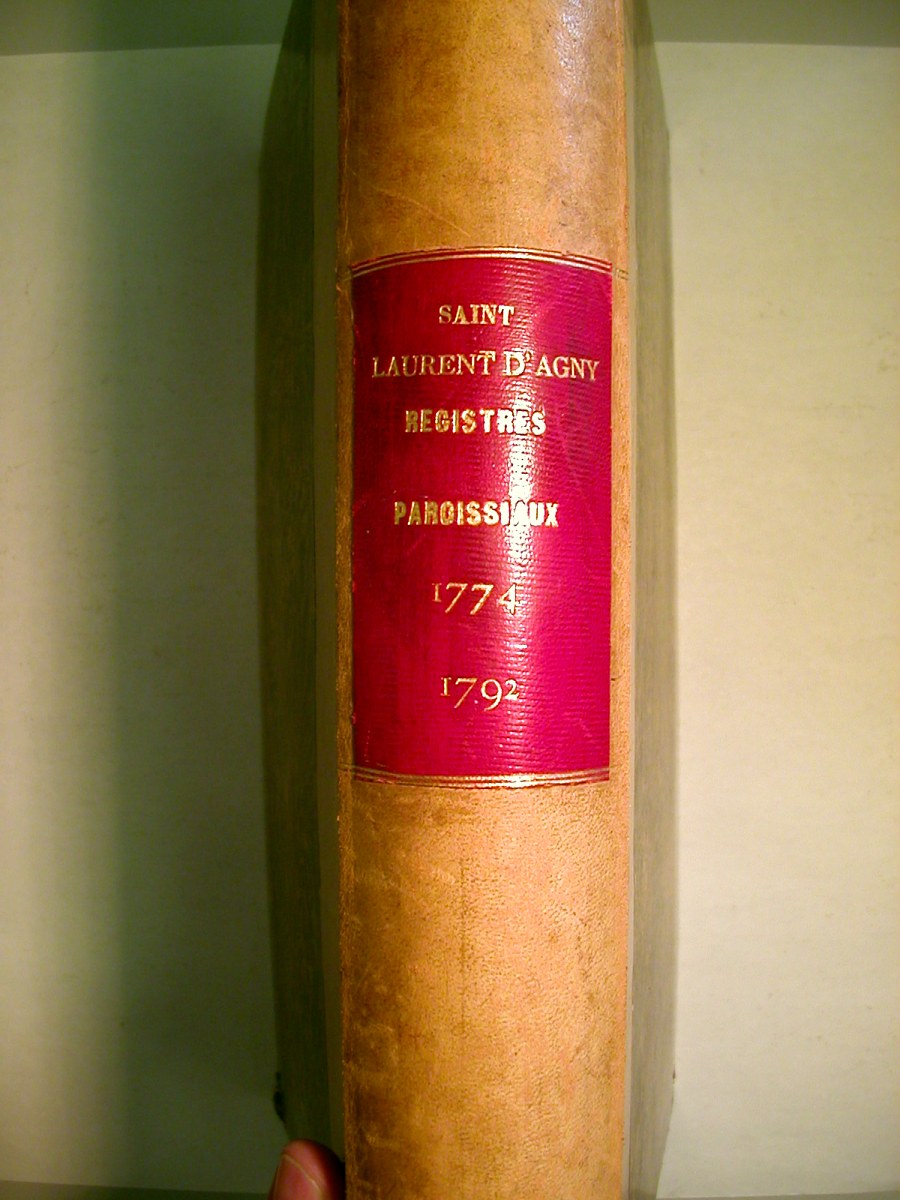 SAINT
LAURENT D'AGNY
REGISTRES
PAROISSIAUX
1774
1792